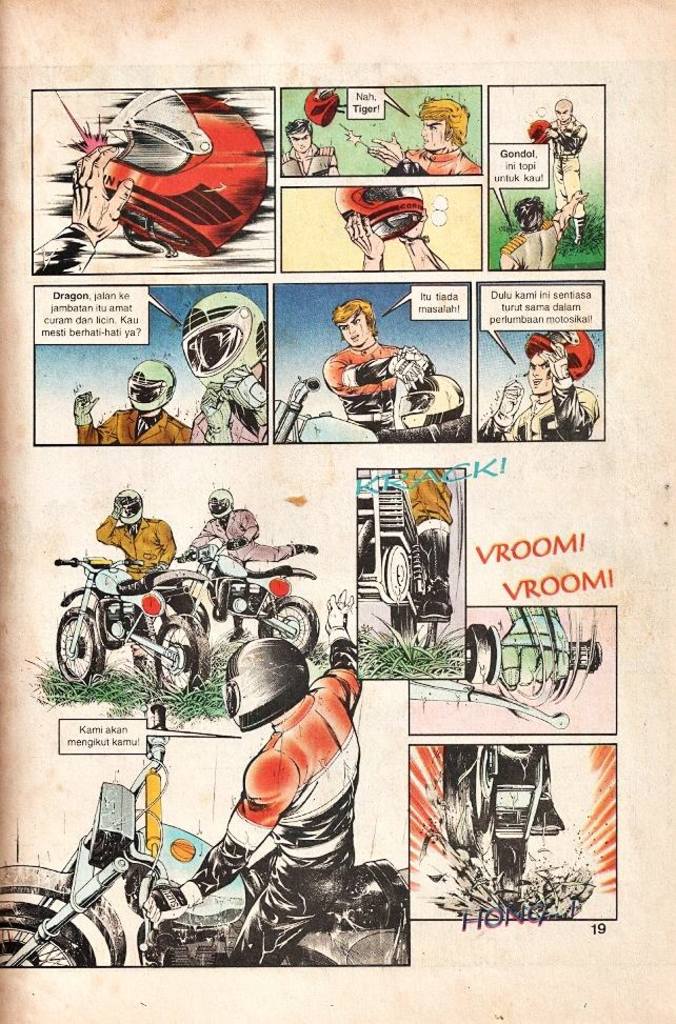 Nah,
Tiger!
Gondol,
ini topi
untuk kau!
Dragon, jalan ke
jambatan itu amat
curam dan licin. Kau
mesti berhati-hati ya?
Itu tiada
masalah!
Dulu kami ini sentiasa
turut sama dalam
perlumbaan motosikal!
KRACK!
VROOM!
VROOM!
Kami akan
mengikut kamu!
19